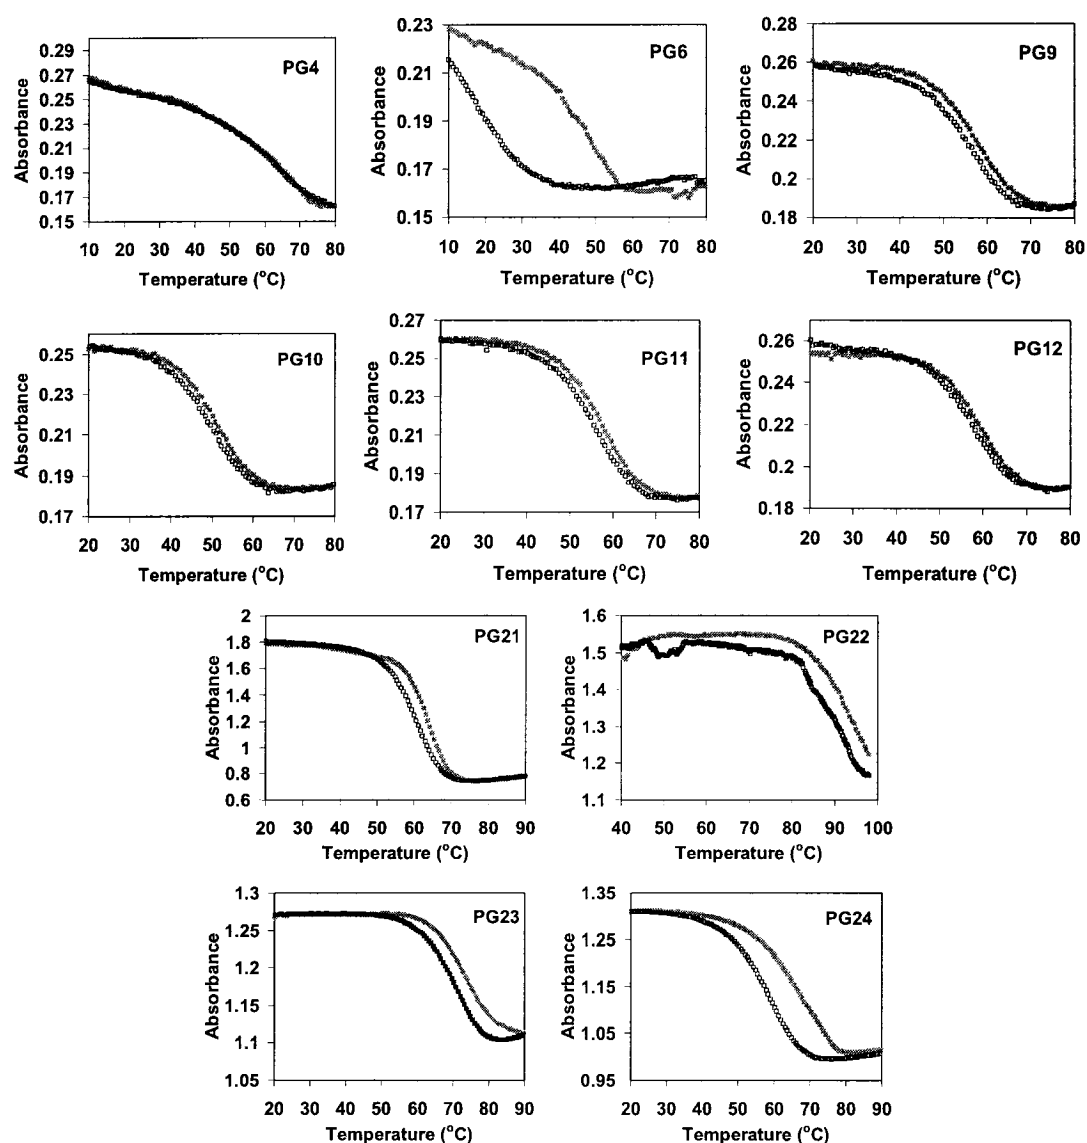 PG4
Absorbance
0.29
0.27
0.25
0.23
0.21
0.19
0.17
0.15
10 20 30 40 50 60 70 80
Temperature (°C)
PG6
Absorbance
0.23
0.21
0.19
0.17
0.15
10 20 30 40 50 60 70 80
Temperature (°C)
PG9
Absorbance
0.28
0.26
0.24
0.22
0.2
0.18
20 30 40 50 60 70 80
Temperature (°C)
PG10
Absorbance
0.25
0.23
0.21
0.19
0.17
20 30 40 50 60 70 80
Temperature (°C)
PG11
Absorbance
0.27
0.25
0.23
0.21
0.19
0.17
20 30 40 50 60 70 80
Temperature (°C)
PG12
Absorbance
0.26
0.24
0.22
0.2
0.18
20 30 40 50 60 70 80
Temperature (°C)
PG21
Absorbance
2
1.8
1.6
1.4
1.2
1
0.8
0.6
20 30 40 50 60 70 80 90
Temperature (°C)
PG22
Absorbance
1.6
1.5
1.4
1.3
1.2
1.1
40 50 60 70 80 90 100
Temperature (°C)
PG23
Absorbance
1.3
1.25
1.2
1.15
1.1
1.05
20 30 40 50 60 70 80 90
Temperature (°C)
PG24
Absorbance
1.35
1.25
1.15
1.05
0.95
20 30 40 50 60 70 80 90
Temperature (°C)